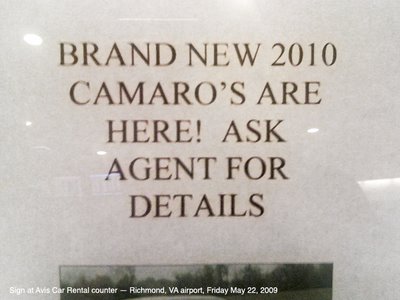 BRAND NEW 2010
CAMARO'S ARE
HERE!  ASK
AGENT FOR
DETAILS
Sign at Avis Car Rental counter — Richmond, VA airport, Friday May 22, 2009